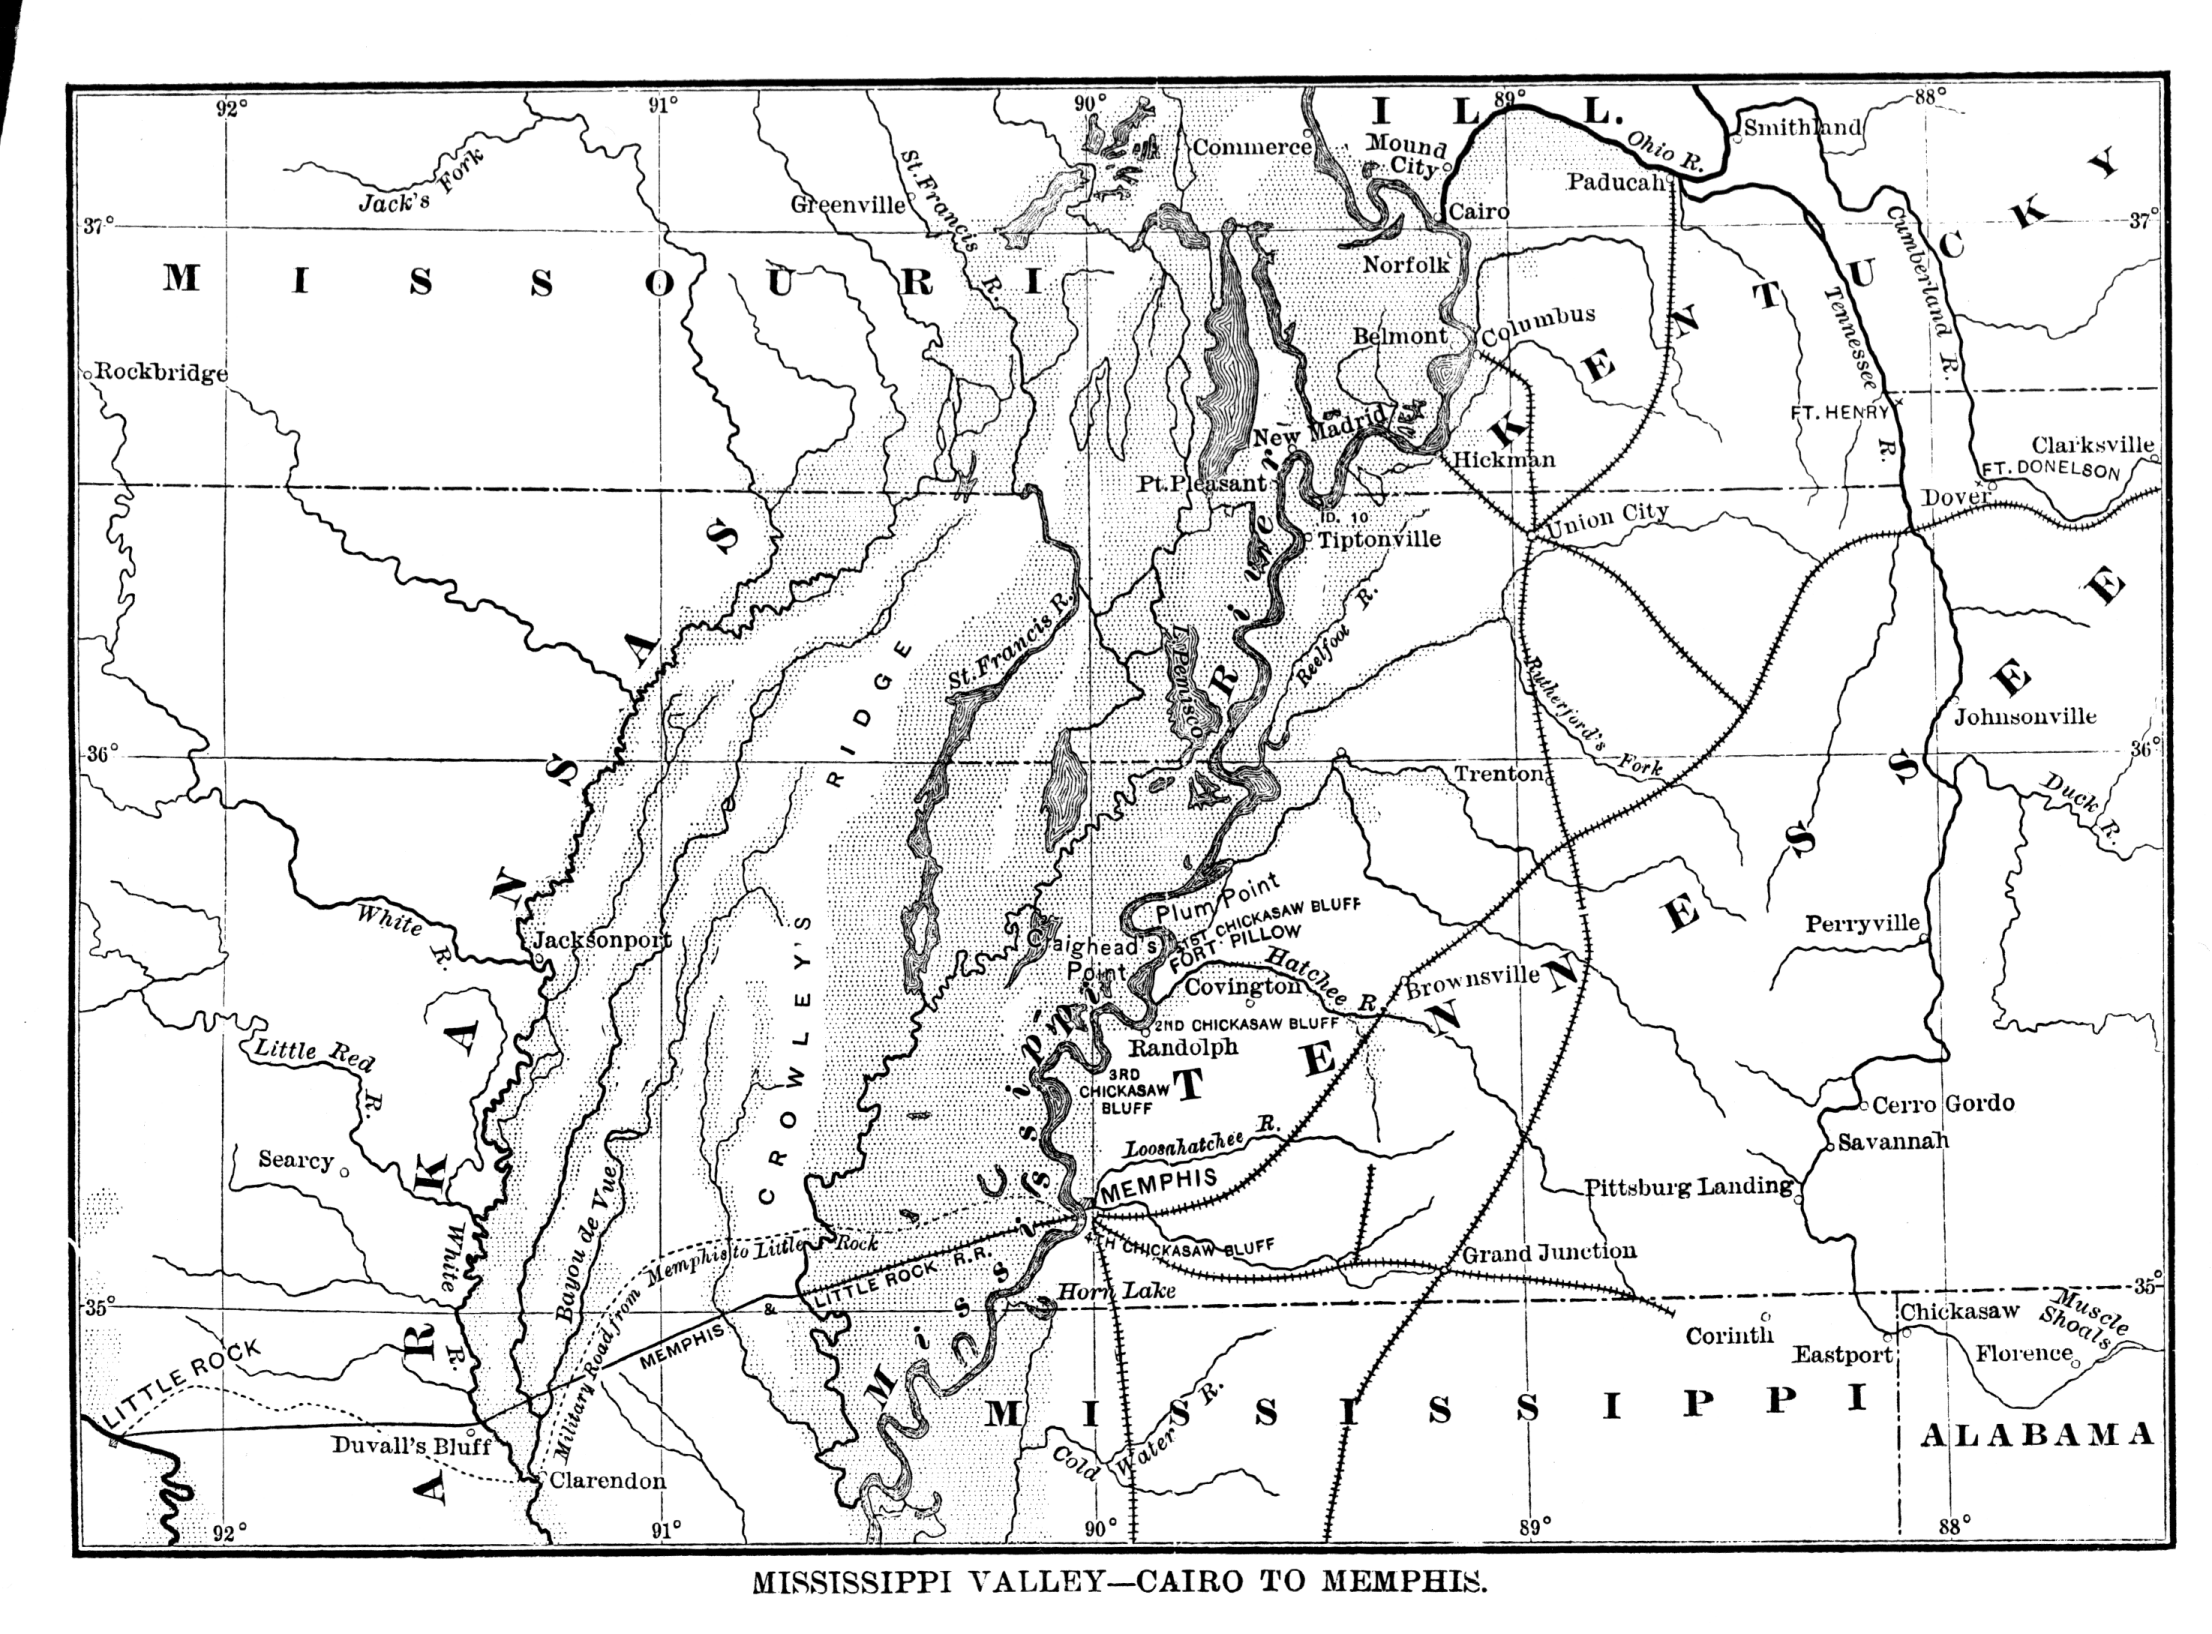 92°
91°
90°
89°
88°
I L L.
Smithland
Commerce
Mound
City
Ohio R.
Jack's Fork
St. Francis R.
Paducah
Greenville
Cairo
K E N T U C K Y
37°
37°
Cumberland R.
Norfolk
M I S S O U R I
Tennessee R.
Belmont
Columbus
Rockbridge
FT. HENRY
New Madrid
Clarksville
Hickman
FT. DONELSON
Pt. Pleasant
Dover
ID. 10
Union City
Tiptonville
Reelfoot R.
St. Francis R.
L. Pemisco
Rutherford's Fork
Johnsonville
36°
36°
Trenton
Duck R.
CROWLEY'S RIDGE
Plum Point
1ST CHICKASAW BLUFF
FORT PILLOW
White R.
Jacksonport
Craighead's
Point
Perryville
Hatchee R.
Covington
Brownsville
2ND CHICKASAW BLUFF
Randolph
Little Red R.
3RD
CHICKASAW
BLUFF
T E N N E S S E E
Cerro Gordo
Savannah
Loosahatchee R.
Searcy
MEMPHIS
Pittsburg Landing
Mississippi River
Bayou de Vue
White R.
Military Road from Memphis to Little Rock
4TH CHICKASAW BLUFF
Grand Junction
MEMPHIS & LITTLE ROCK R.R.
Horn Lake
35°
35°
Chickasaw
Muscle
Shoals
Corinth
Eastport
Florence
LITTLE ROCK
A R K A N S A S
M I S S I S S I P P I
ALABAMA
Duvall's Bluff
Cold Water R.
Clarendon
92°
91°
90°
89°
88°
MISSISSIPPI VALLEY—CAIRO TO MEMPHIS.